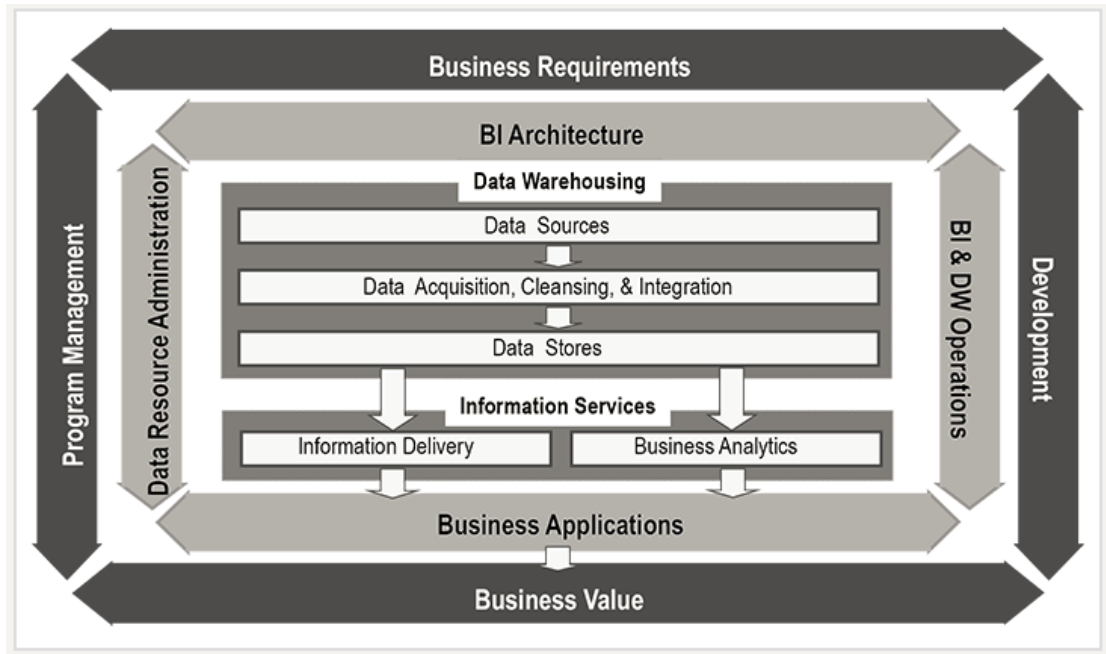 Business Requirements
BI Architecture
Data Warehousing
Data Sources
Data Acquisition, Cleansing, & Integration
Data Stores
Information Services
Information Delivery
Business Analytics
Business Applications
Business Value
Program Management
Data Resource Administration
BI & DW Operations
Development